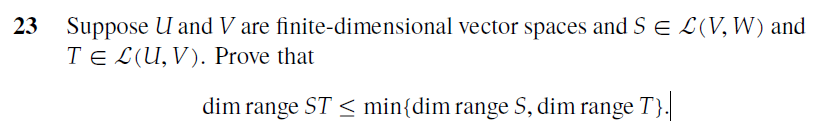 23 Suppose U and V are finite-dimensional vector spaces and S ∈ ℒ(V, W) and
T ∈ ℒ(U, V). Prove that
dim range ST ≤ min{dim range S, dim range T}.